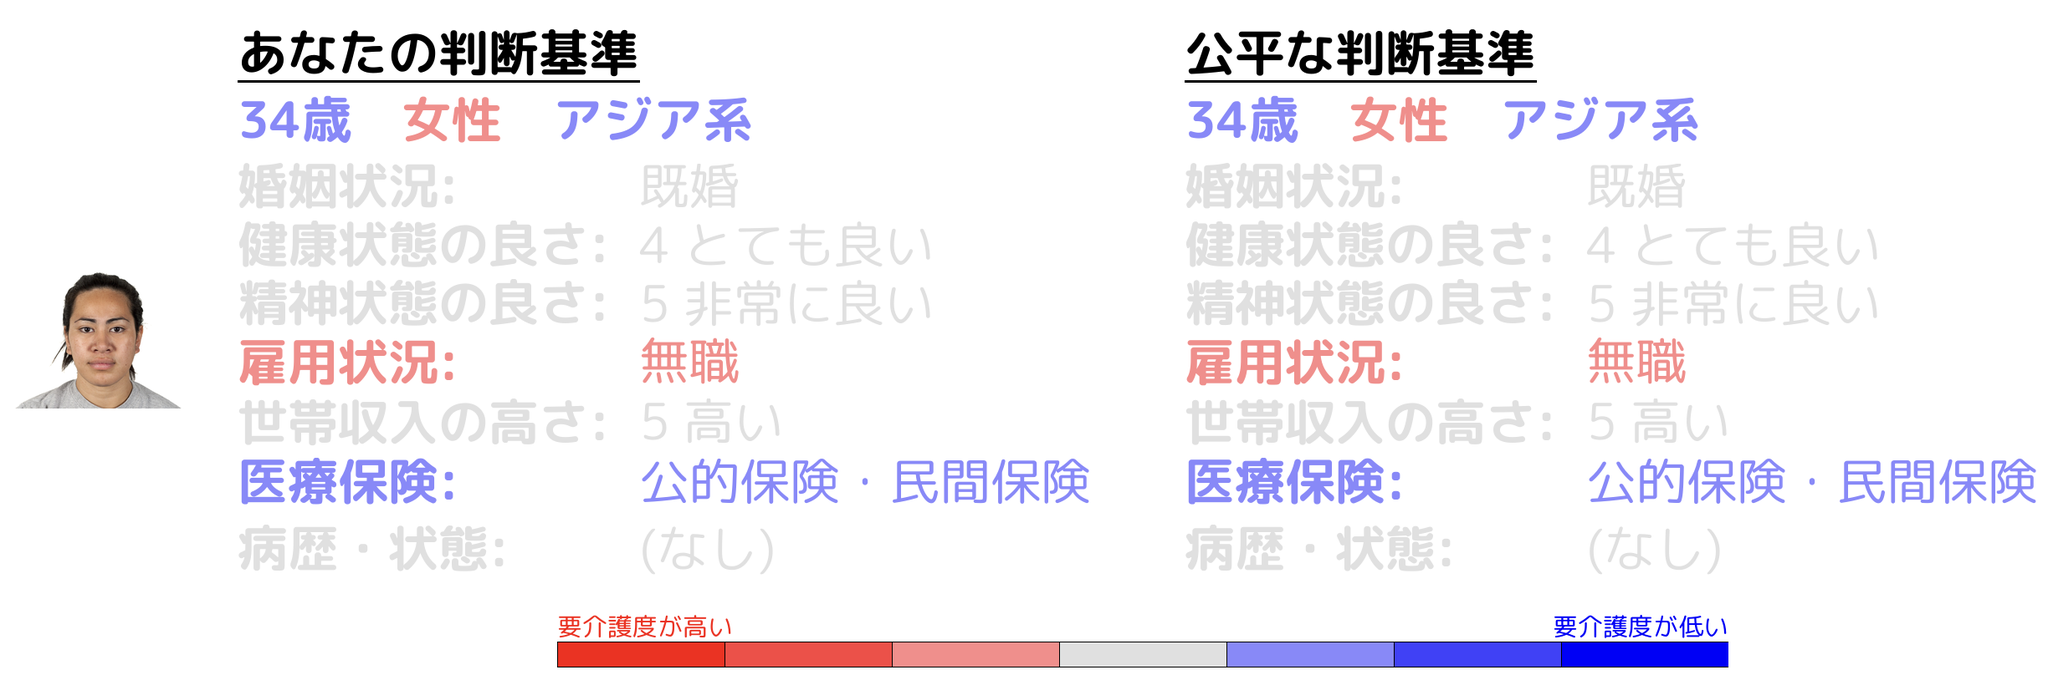 あなたの判断基準
34歳 女性 アジア系
婚姻状況: 既婚
健康状態の良さ: 4 とても良い
精神状態の良さ: 5 非常に良い
雇用状況: 無職
世帯収入の高さ: 5 高い
医療保険: 公的保険・民間保険
病歴・状態: (なし)
公平な判断基準
34歳 女性 アジア系
婚姻状況: 既婚
健康状態の良さ: 4 とても良い
精神状態の良さ: 5 非常に良い
雇用状況: 無職
世帯収入の高さ: 5 高い
医療保険: 公的保険・民間保険
病歴・状態: (なし)
要介護度が高い
要介護度が低い